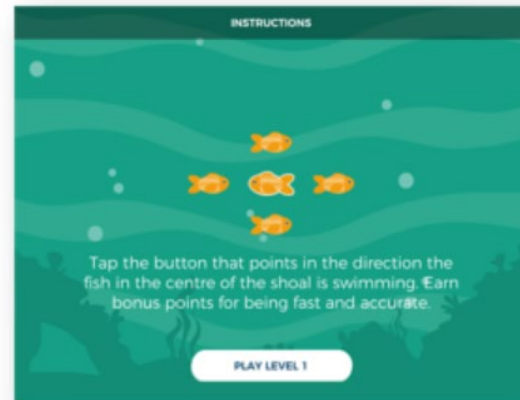 INSTRUCTIONS
Tap the button that points in the direction the
fish in the centre of the shoal is swimming. Earn
bonus points for being fast and accurate.
PLAY LEVEL 1